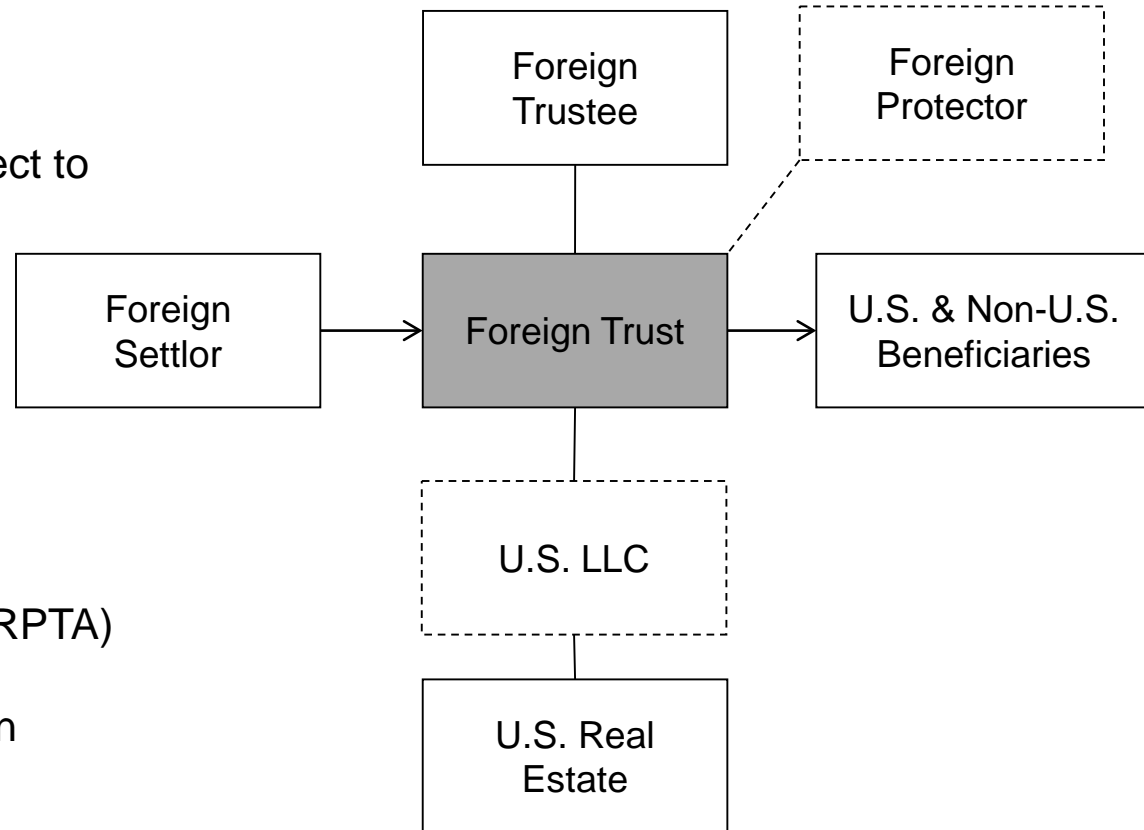 Foreign
Trustee
Foreign
Protector
ect to
Foreign
Settlor
Foreign Trust
U.S. & Non-U.S.
Beneficiaries
U.S. LLC
RPTA)
U.S. Real
Estate